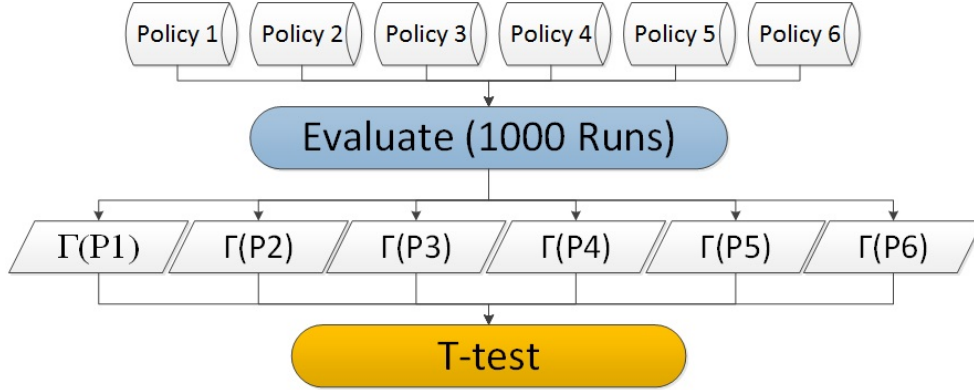 Policy 1 Policy 2 Policy 3 Policy 4 Policy 5 Policy 6
Evaluate (1000 Runs)
Γ(P1) Γ(P2) Γ(P3) Γ(P4) Γ(P5) Γ(P6)
T-test